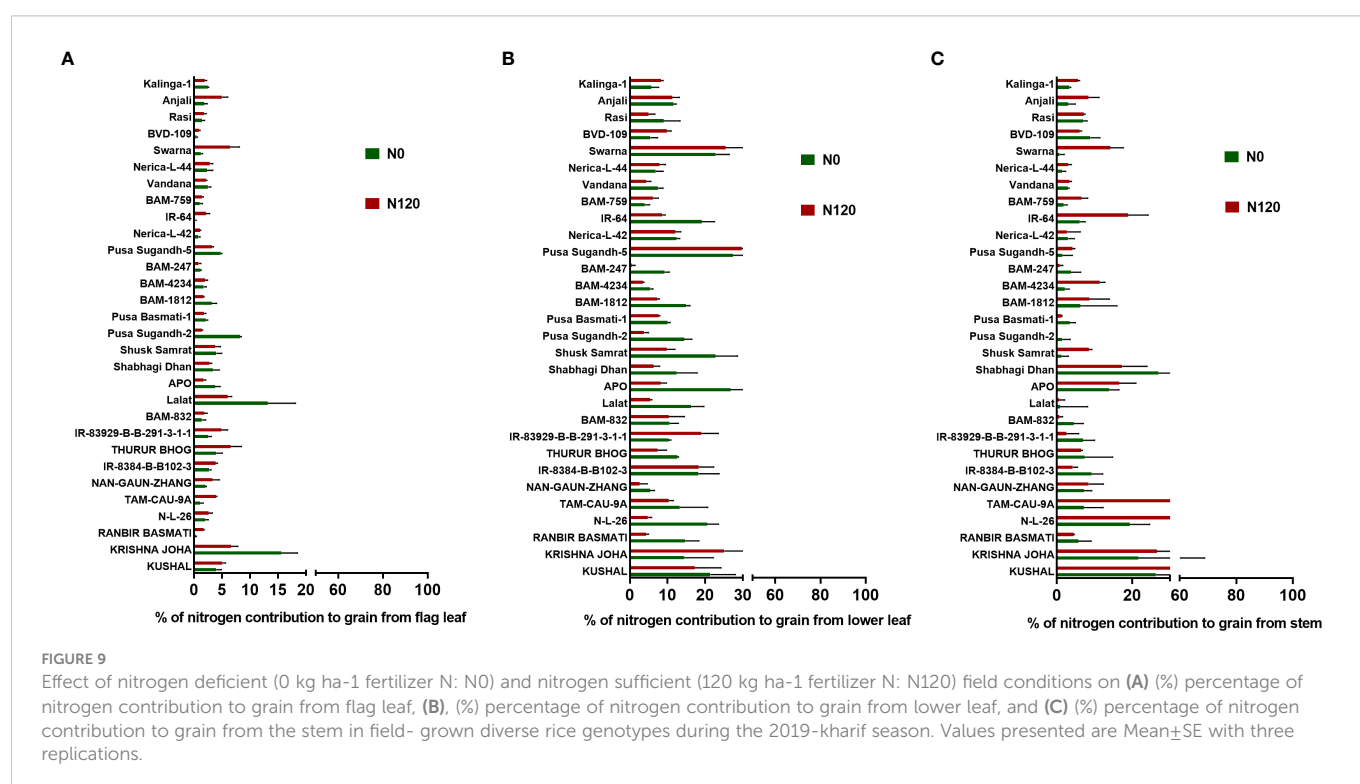 A
Kalinga-1
Anjali
Rasi
BVD-109
Swarna
Nerica-L-44
Vandana
BAM-759
IR-64
Nerica-L-42
Pusa Sugandh-5
BAM-247
BAM-4234
BAM-1812
Pusa Basmati-1
Pusa Sugandh-2
Shusk Samrat
Shabhagi Dhan
APO
Lalat
BAM-832
IR-83929-B-B-291-3-1-1
THURUR BHOG
IR-8384-B-B102-3
NAN-GAUN-ZHANG
TAM-CAU-9A
N-L-26
RANBIR BASMATI
KRISHNA JOHA
KUSHAL
N0
N120
0 5 10 15 20 60 80 100
% of nitrogen contribution to grain from flag leaf
B
Kalinga-1
Anjali
Rasi
BVD-109
Swarna
Nerica-L-44
Vandana
BAM-759
IR-64
Nerica-L-42
Pusa Sugandh-5
BAM-247
BAM-4234
BAM-1812
Pusa Basmati-1
Pusa Sugandh-2
Shusk Samrat
Shabhagi Dhan
APO
Lalat
BAM-832
IR-83929-B-B-291-3-1-1
THURUR BHOG
IR-8384-B-B102-3
NAN-GAUN-ZHANG
TAM-CAU-9A
N-L-26
RANBIR BASMATI
KRISHNA JOHA
KUSHAL
N0
N120
0 10 20 30 60 80 100
% of nitrogen contribution to grain from lower leaf
C
Kalinga-1
Anjali
Rasi
BVD-109
Swarna
Nerica-L-44
Vandana
BAM-759
IR-64
Nerica-L-42
Pusa Sugandh-5
BAM-247
BAM-4234
BAM-1812
Pusa Basmati-1
Pusa Sugandh-2
Shusk Samrat
Shabhagi Dhan
APO
Lalat
BAM-832
IR-83929-B-B-291-3-1-1
THURUR BHOG
IR-8384-B-B102-3
NAN-GAUN-ZHANG
TAM-CAU-9A
N-L-26
RANBIR BASMATI
KRISHNA JOHA
KUSHAL
N0
N120
0 20 60 80 100
% of nitrogen contribution to grain from stem
FIGURE 9
Effect of nitrogen deficient (0 kg ha-1 fertilizer N: N0) and nitrogen sufficient (120 kg ha-1 fertilizer N: N120) field conditions on (A) (%) percentage of
nitrogen contribution to grain from flag leaf, (B), (%) percentage of nitrogen contribution to grain from lower leaf, and (C) (%) percentage of nitrogen
contribution to grain from the stem in field- grown diverse rice genotypes during the 2019-kharif season. Values presented are Mean±SE with three
replications.